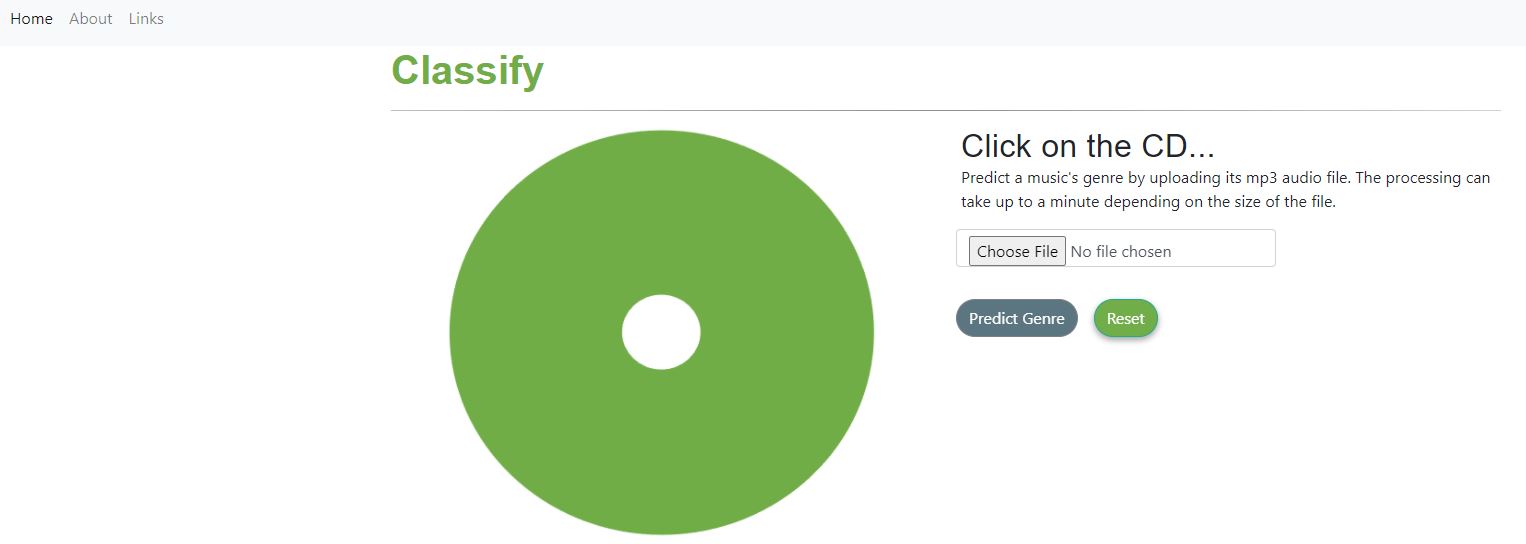 Home About Links
Classify
Click on the CD...
Predict a music's genre by uploading its mp3 audio file. The processing can
take up to a minute depending on the size of the file.
Choose File No file chosen
Predict Genre Reset